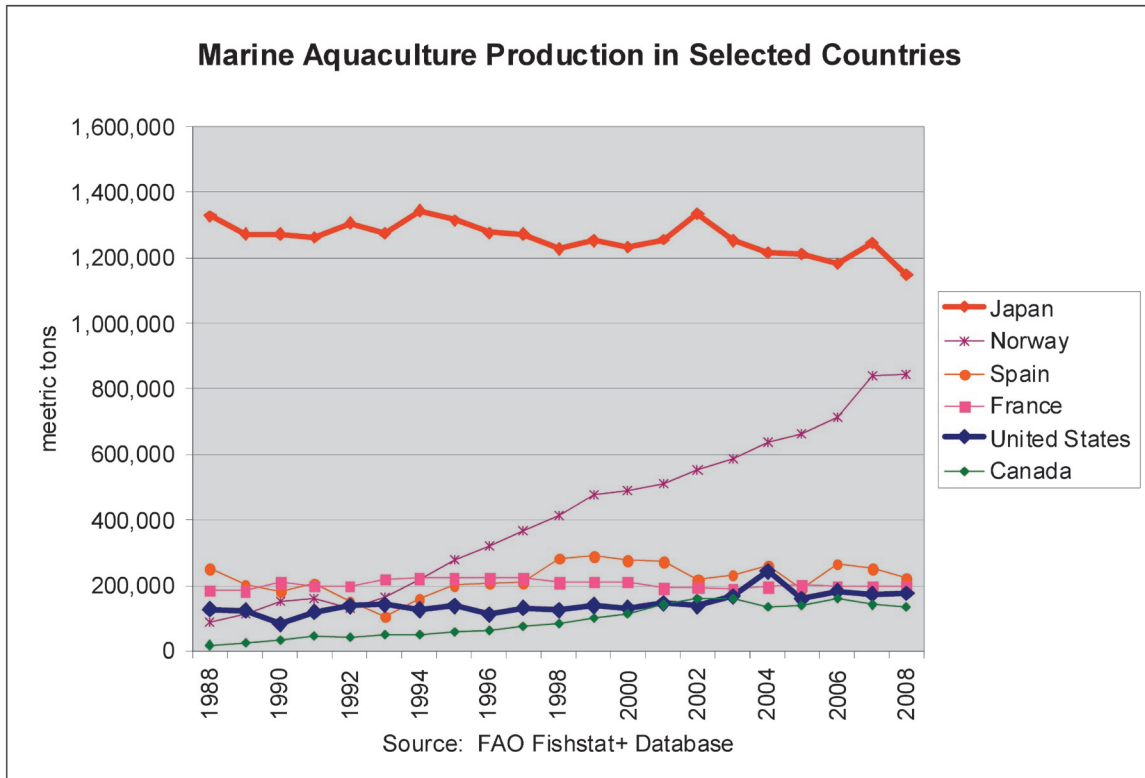 Marine Aquaculture Production in Selected Countries
1,600,000
1,400,000
1,200,000
1,000,000
800,000
600,000
400,000
200,000
0
meetric tons
1988
1990
1992
1994
1996
1998
2000
2002
2004
2006
2008
Source: FAO Fishstat+ Database
Japan
Norway
Spain
France
United States
Canada